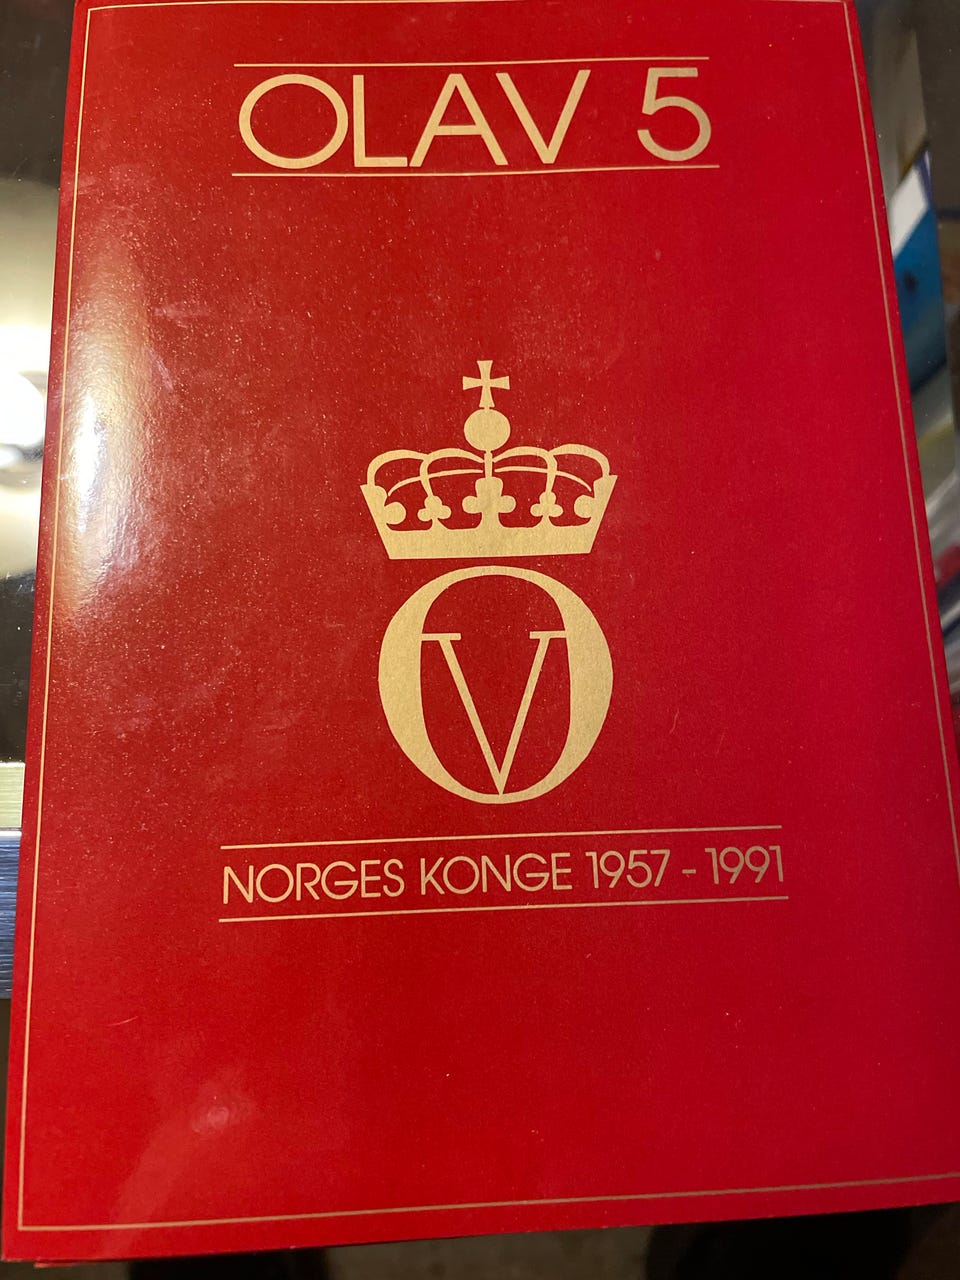 OLAV 5
OV
NORGES KONGE 1957 - 1991